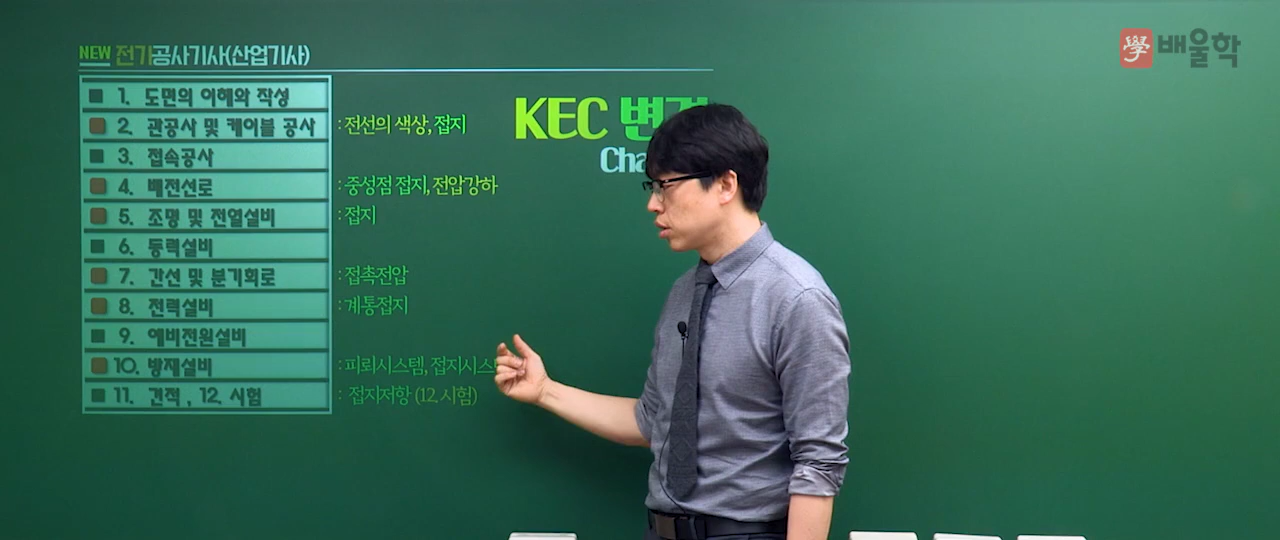 NEW 전기공사기사(산업기사)
學 배울학
1. 도면의 이해와 작성
2. 관공사 및 케이블 공사 : 전선의 색상, 접지
3. 접속공사
4. 배전선로 : 중성점 접지, 전압강하
5. 조명 및 전열설비 : 접지
6. 동력설비
7. 간선 및 분기회로 : 접촉전압
8. 전력설비 : 계통접지
9. 예비전원설비
10. 방재설비 : 피뢰시스템, 접지시스
11. 견적 , 12. 시험 : 접지저항 (12. 시험)
KEC
Cha